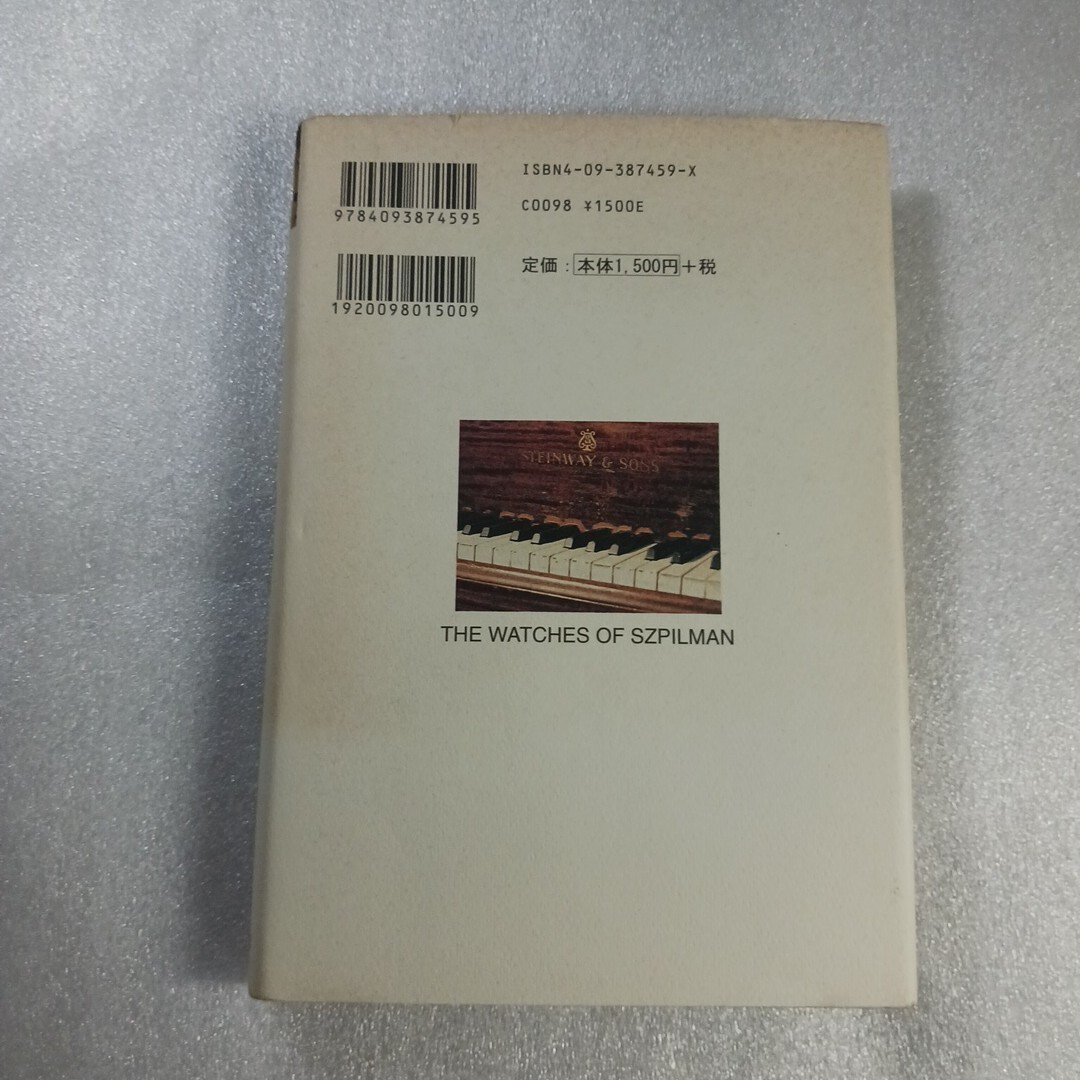 9784093874595
ISBN4-09-387459-X
C0098 ¥1500E
1920098015009
定価：本体1,500円＋税
STEINWAY & SONS
THE WATCHES OF SZPILMAN